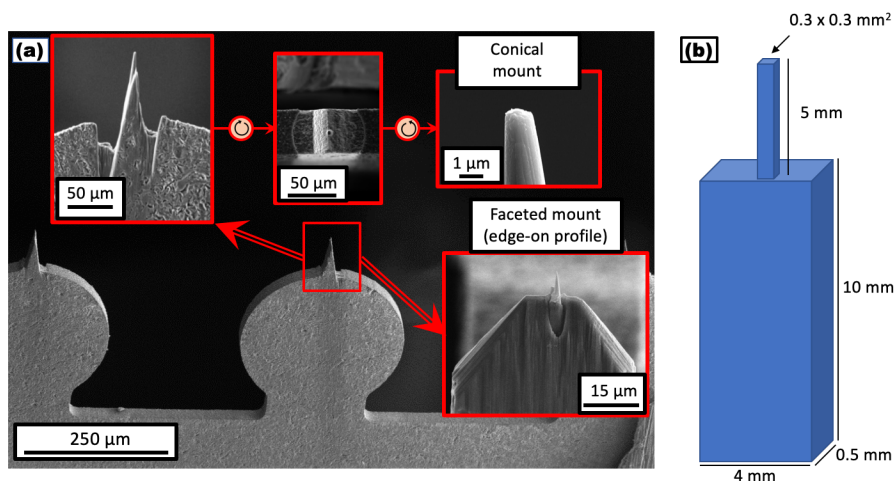 (a)
50 µm
50 µm
Conical
mount
1 µm
Faceted mount
(edge-on profile)
15 µm
250 µm
(b)
0.3 x 0.3 mm²
5 mm
10 mm
0.5 mm
4 mm